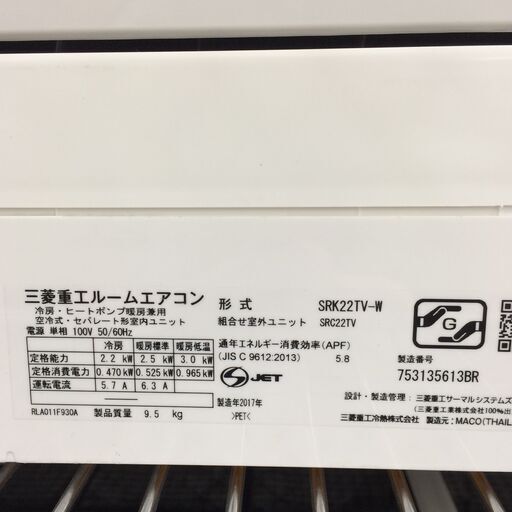 三菱重工ルームエアコン
冷房・ヒートポンプ暖房兼用
空冷式・セパレート形室内ユニット
電源 単相 100V 50/60Hz
冷房 暖房標準 暖房低温
定格能力 2.2 kW 2.5 kW 3.0 kW
定格消費電力 0.470 kW 0.525 kW 0.965 kW
運転電流 5.7 A 6.3 A
RLA011F930A 製品質量 9.5 kg
形式 SRK22TV-W
組合せ室外ユニット SRC22TV
通年エネルギー消費効率(APF)
(JIS C 9612:2013) 5.8
S JET
製造年2017年
>PET<
G
製造番号
753135613BR
設計・製造管理: 三菱重工サーマルシステムズ
(三菱重工業株式会社100%出
三菱重工冷熱株式会社 製造元: MACO(THAIL